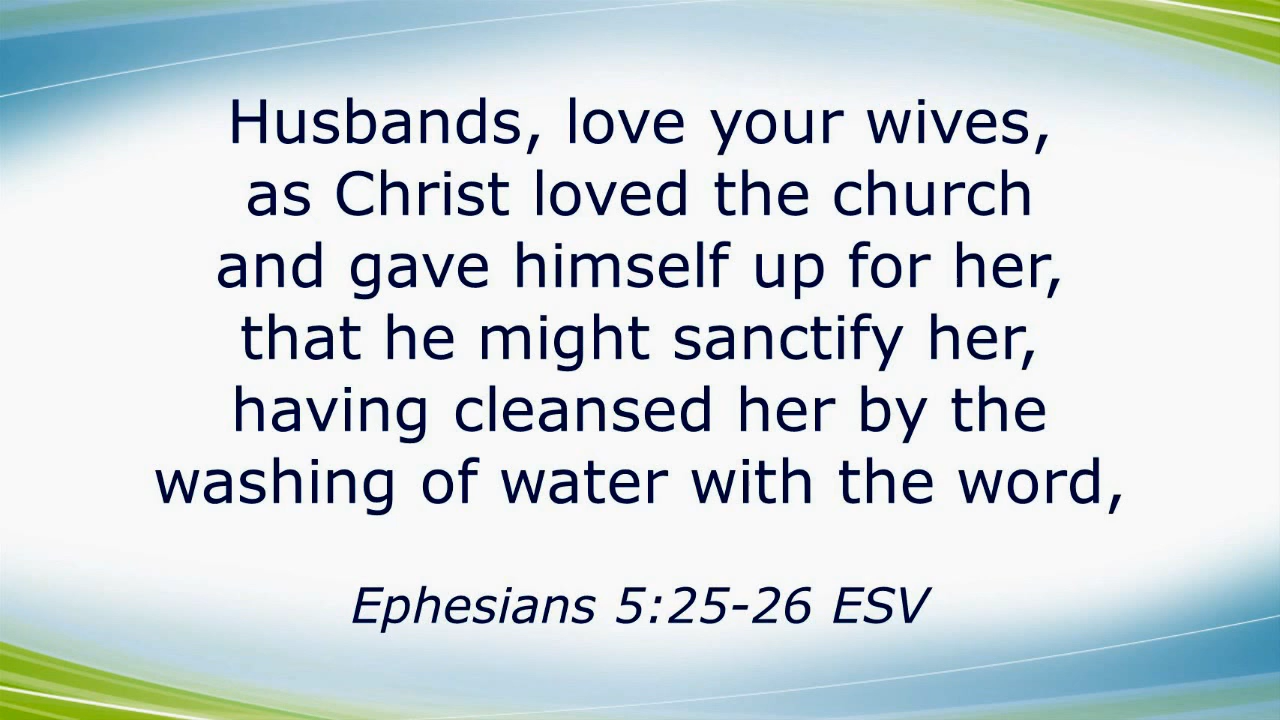 Husbands, love your wives,
as Christ loved the church
and gave himself up for her,
that he might sanctify her,
having cleansed her by the
washing of water with the word,
Ephesians 5:25-26 ESV